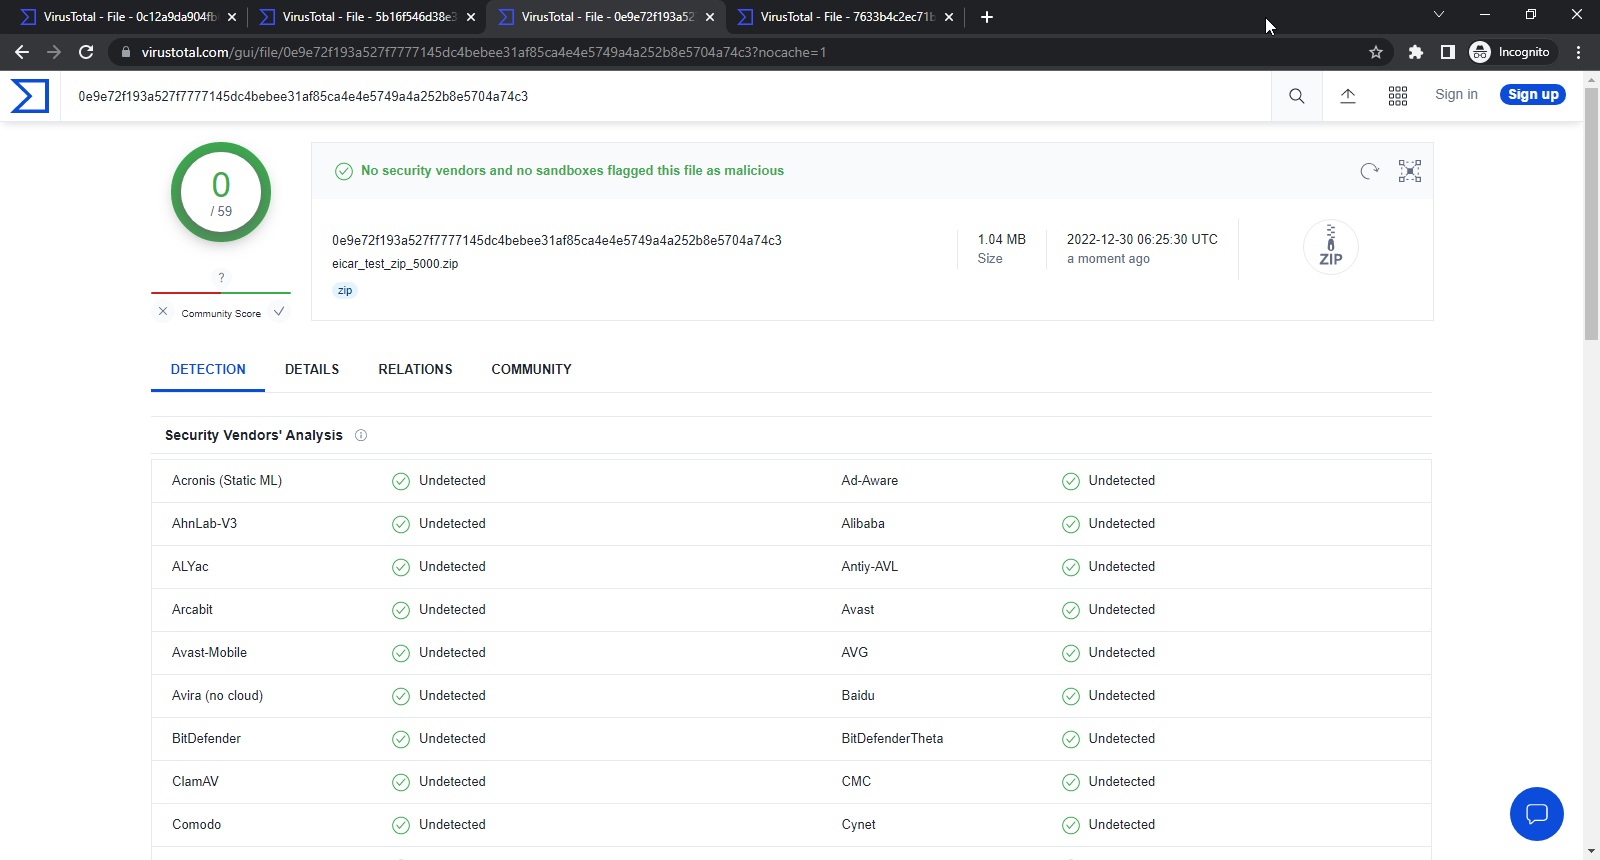 VirusTotal - File - 0c12a9da904fb
VirusTotal - File - 5b16f546d38e3
VirusTotal - File - 0e9e72f193a52
VirusTotal - File - 7633b4c2ec71b
virustotal.com/gui/file/0e9e72f193a527f7777145dc4bebee31af85ca4e4e5749a4a252b8e5704a74c3?nocache=1
Incognito
0e9e72f193a527f7777145dc4bebee31af85ca4e4e5749a4a252b8e5704a74c3
Sign in
Sign up
0
/ 59
?
Community Score
No security vendors and no sandboxes flagged this file as malicious
0e9e72f193a527f7777145dc4bebee31af85ca4e4e5749a4a252b8e5704a74c3
eicar_test_zip_5000.zip
zip
1.04 MB
Size
2022-12-30 06:25:30 UTC
a moment ago
ZIP
DETECTION DETAILS RELATIONS COMMUNITY
Security Vendors' Analysis
Acronis (Static ML) Undetected Ad-Aware Undetected
AhnLab-V3 Undetected Alibaba Undetected
ALYac Undetected Antiy-AVL Undetected
Arcabit Undetected Avast Undetected
Avast-Mobile Undetected AVG Undetected
Avira (no cloud) Undetected Baidu Undetected
BitDefender Undetected BitDefenderTheta Undetected
ClamAV Undetected CMC Undetected
Comodo Undetected Cynet Undetected